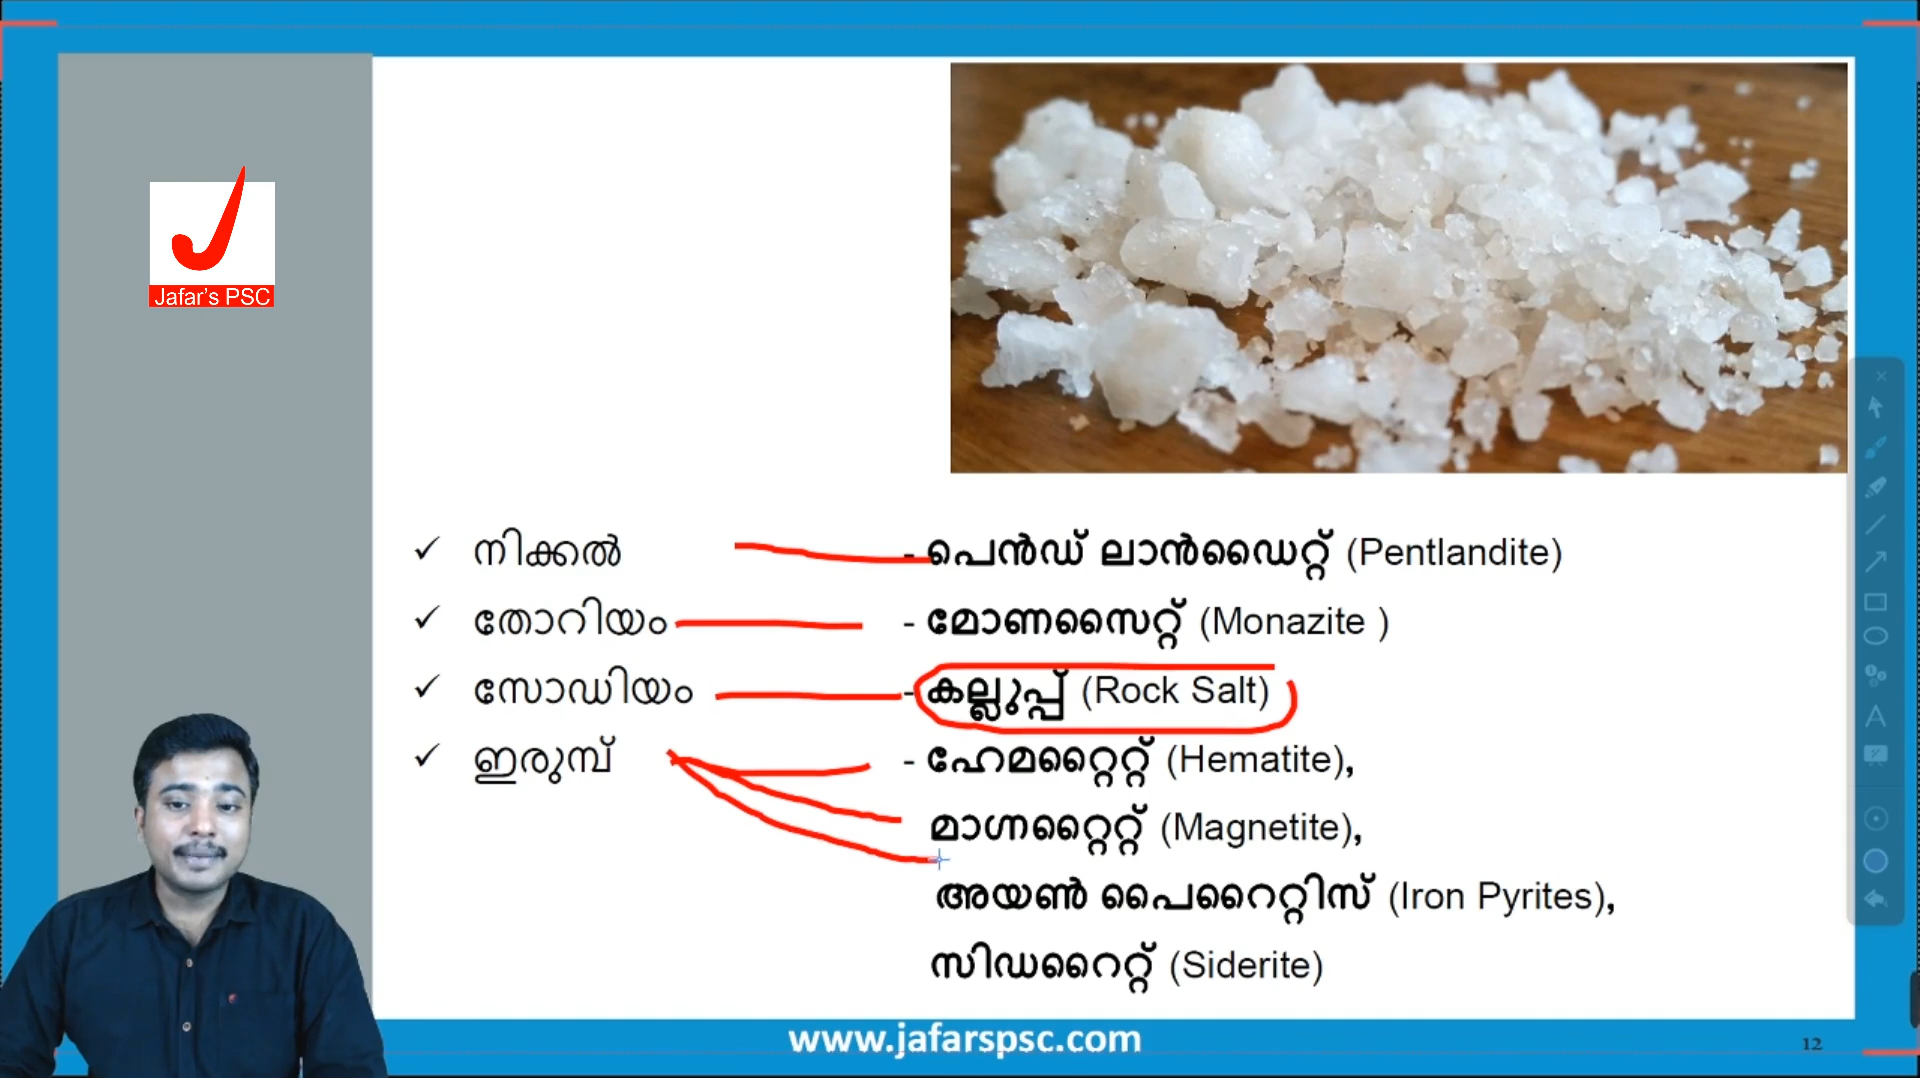 Jafar's PSC
✓ നിക്കൽ - പെൻഡ് ലാൻഡൈറ്റ് (Pentlandite)
✓ തോറിയം - മോണസൈറ്റ് (Monazite )
✓ സോഡിയം - കല്ലുപ്പ് (Rock Salt)
✓ ഇരുമ്പ് - ഹേമറ്റൈറ്റ് (Hematite),
മാഗ്നറ്റൈറ്റ് (Magnetite),
അയൺ പൈറൈറ്റിസ് (Iron Pyrites),
സിഡറൈറ്റ് (Siderite)
www.jafarspsc.com
12